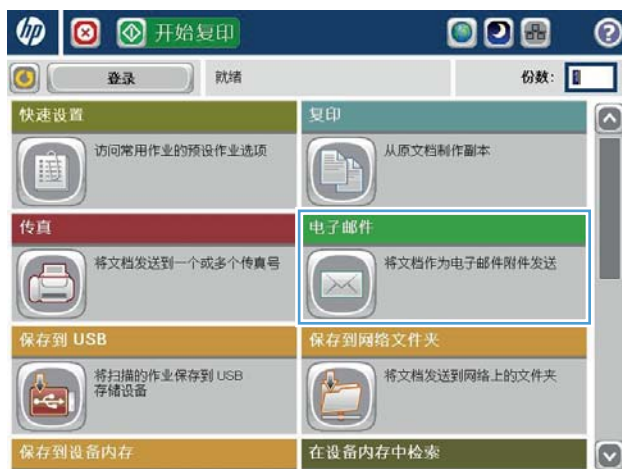 hp 开始复印 ?
登录 就绪 份数: 1
快速设置
访问常用作业的预设作业选项
复印
从原文档制作副本
传真
将文档发送到一个或多个传真号
电子邮件
将文档作为电子邮件附件发送
保存到 USB
将扫描的作业保存到 USB
存储设备
保存到网络文件夹
将文档发送到网络上的文件夹
保存到设备内存
在设备内存中检索